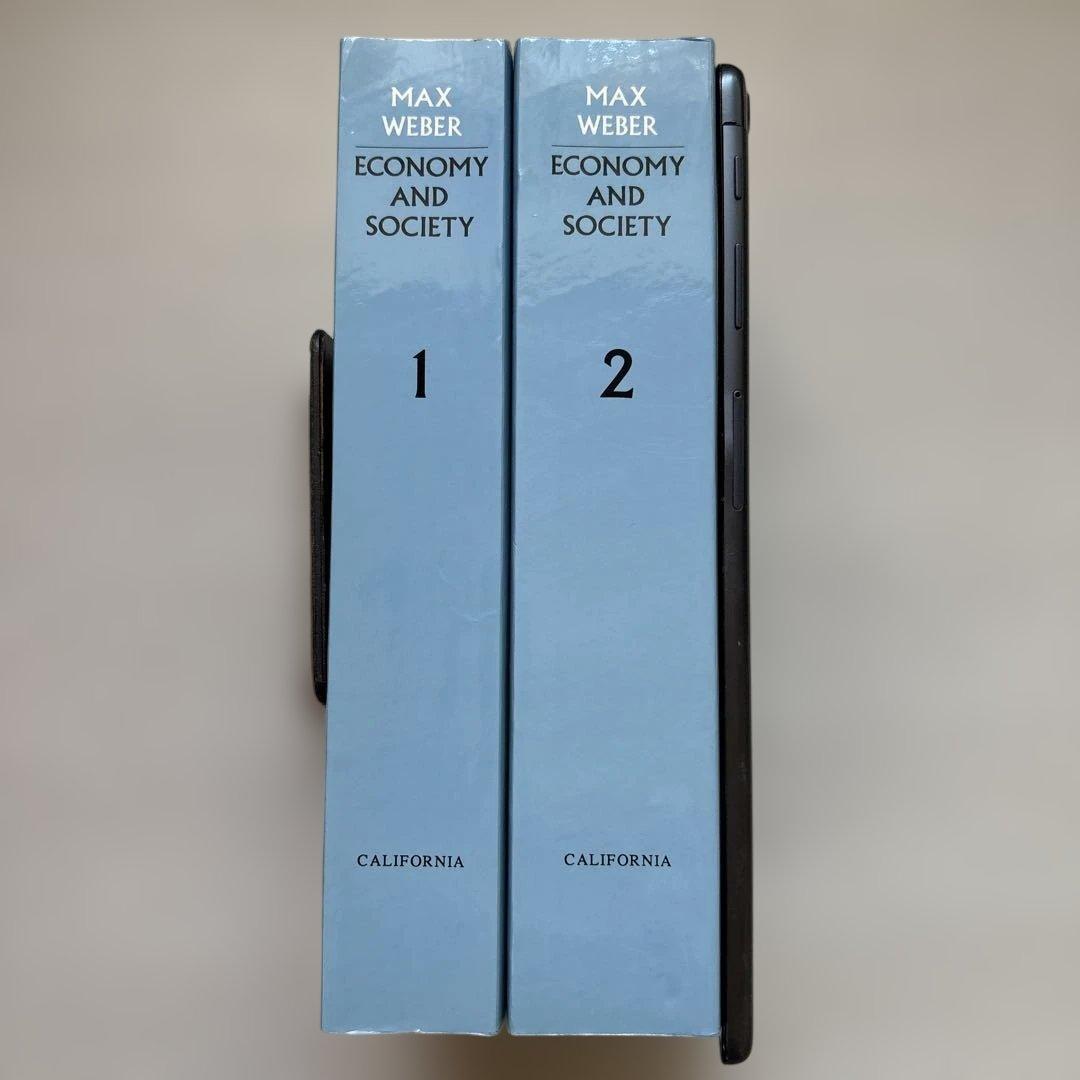 MAX
WEBER
ECONOMY
AND
SOCIETY
1
CALIFORNIA
MAX
WEBER
ECONOMY
AND
SOCIETY
2
CALIFORNIA